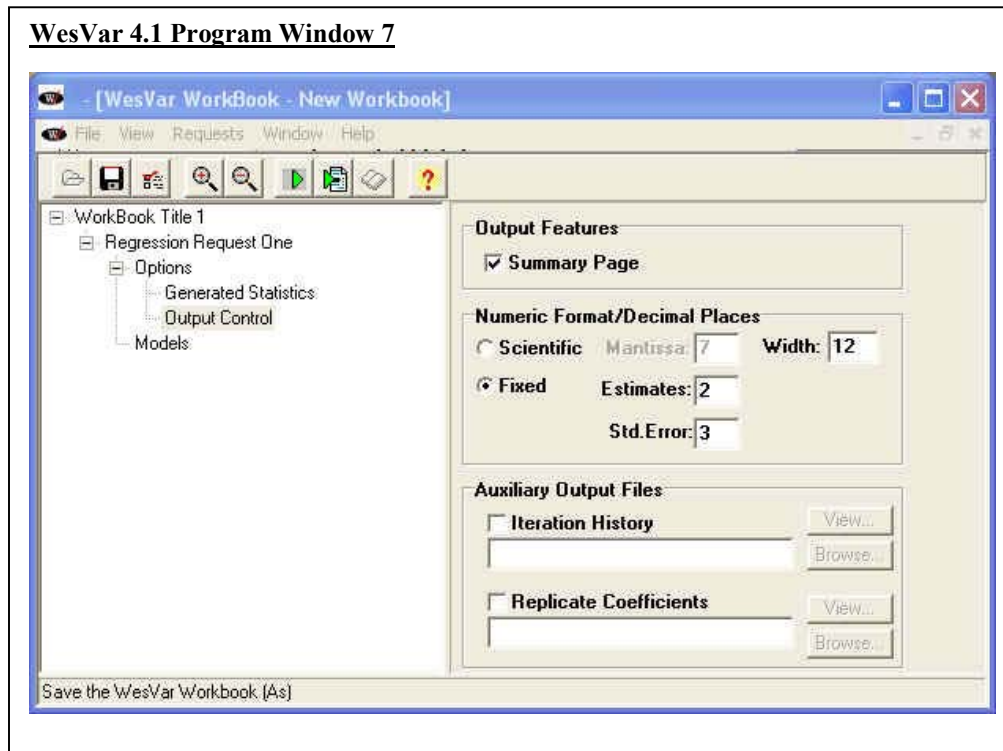 WesVar 4.1 Program Window 7
- [WesVar WorkBook - New Workbook]
File View Requests Window Help
WorkBook Title 1
Regression Request One
Options
Generated Statistics
Output Control
Models
Output Features
Summary Page
Numeric Format/Decimal Places
Scientific Mantissa: 7 Width: 12
Fixed Estimates: 2
Std.Error: 3
Auxiliary Output Files
Iteration History View...
Browse...
Replicate Coefficients View...
Browse...
Save the WesVar Workbook (As)